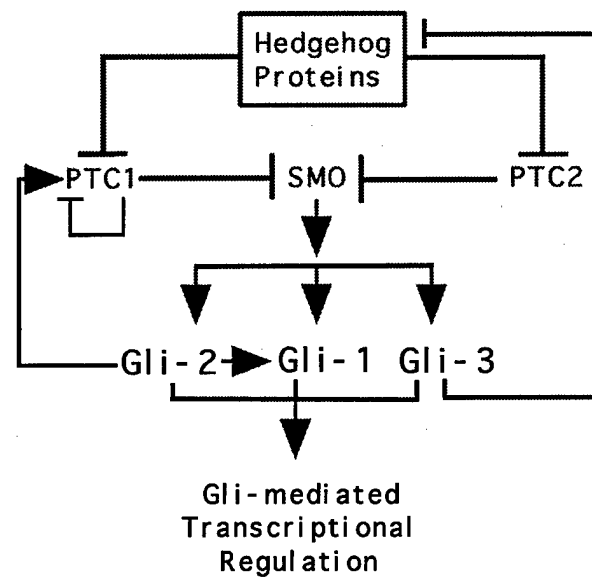 Hedgehog
Proteins
PTC1
SMO
PTC2
Gli-2
Gli-1
Gli-3
Gli-mediated
Transcriptional
Regulation